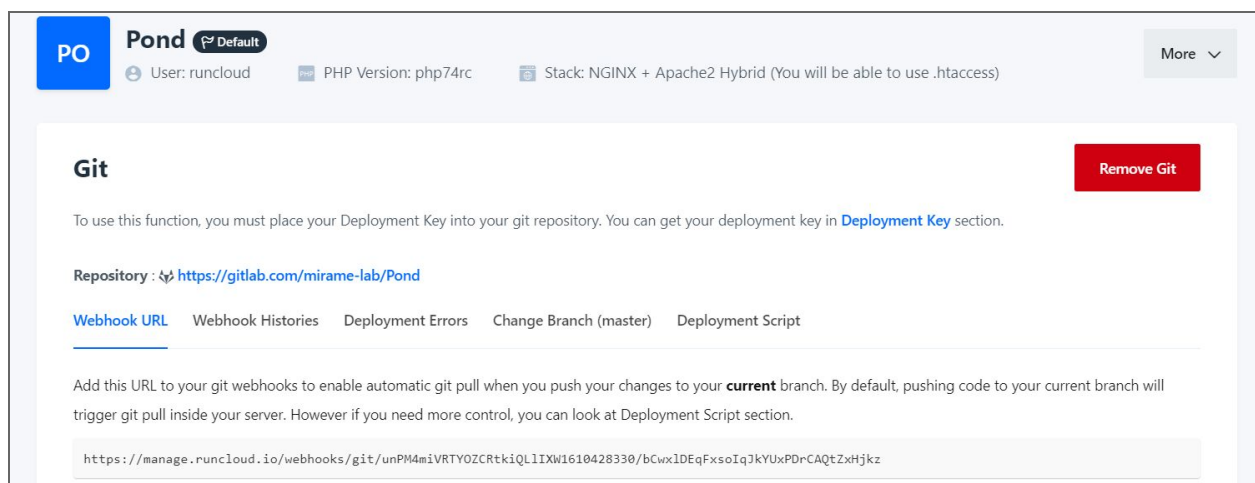 PO
Pond Default
User: runcloud PHP Version: php74rc Stack: NGINX + Apache2 Hybrid (You will be able to use .htaccess)
More
Git
Remove Git
To use this function, you must place your Deployment Key into your git repository. You can get your deployment key in Deployment Key section.
Repository : https://gitlab.com/mirame-lab/Pond
Webhook URL Webhook Histories Deployment Errors Change Branch (master) Deployment Script
Add this URL to your git webhooks to enable automatic git pull when you push your changes to your current branch. By default, pushing code to your current branch will
trigger git pull inside your server. However if you need more control, you can look at Deployment Script section.
https://manage.runcloud.io/webhooks/git/unPM4miVRTYOZCRtkiQLlIXW1610428330/bCwxlDEqFxsoIqJkYUxPDrCAQtZxHjkz